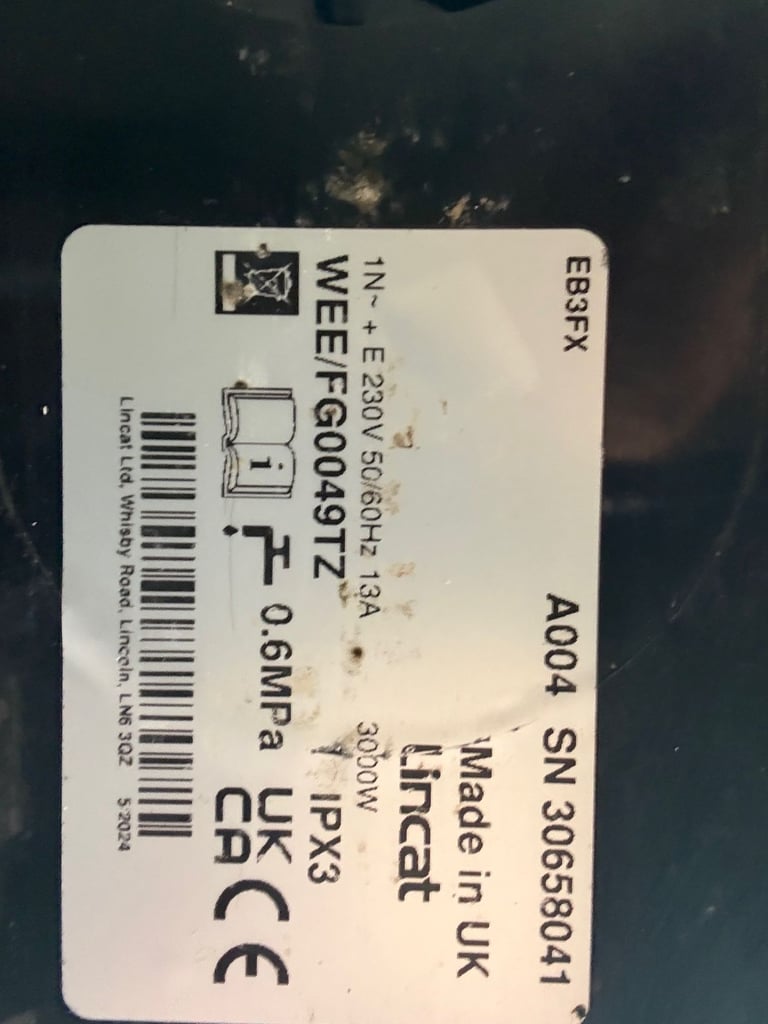 EB3FX
A004 SN 30658041
Made in UK
Lincat
1N~ + E 230V 50/60Hz 13A 3000W
WEE/FG0049TZ IPX3
i
0.6MPa
UK
CA
CE
Lincat Ltd, Whisby Road, Lincoln, LN6 3QZ 5 2024